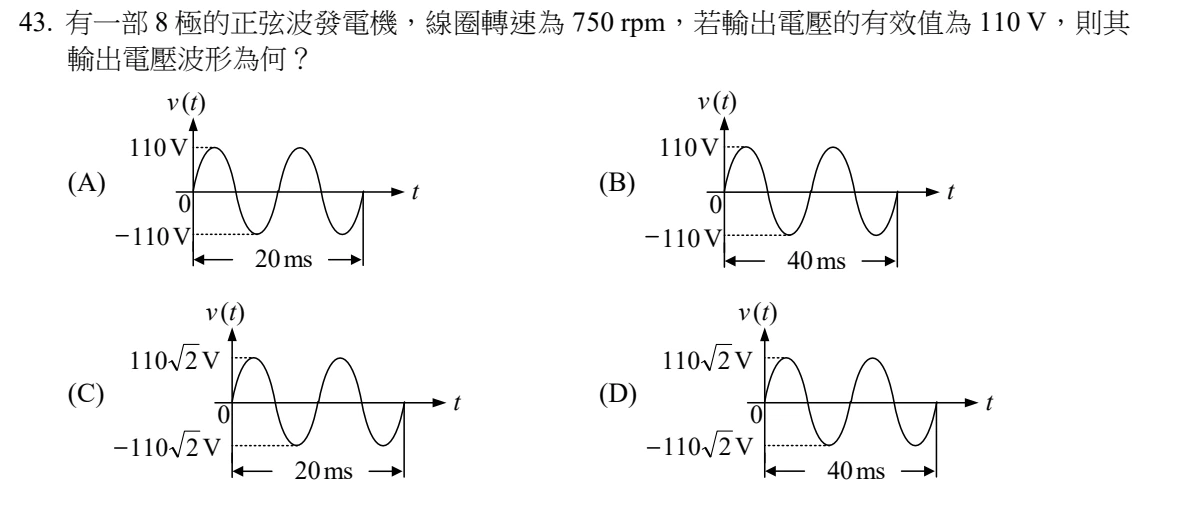 43. 有一部 8 極的正弦波發電機，線圈轉速為 750 rpm，若輸出電壓的有效值為 110 V，則其
輸出電壓波形為何？
(A)
v(t)
110 V
0
−110 V
t
20 ms
(B)
v(t)
110 V
0
−110 V
t
40 ms
(C)
v(t)
110√2 V
0
−110√2 V
t
20 ms
(D)
v(t)
110√2 V
0
−110√2 V
t
40 ms